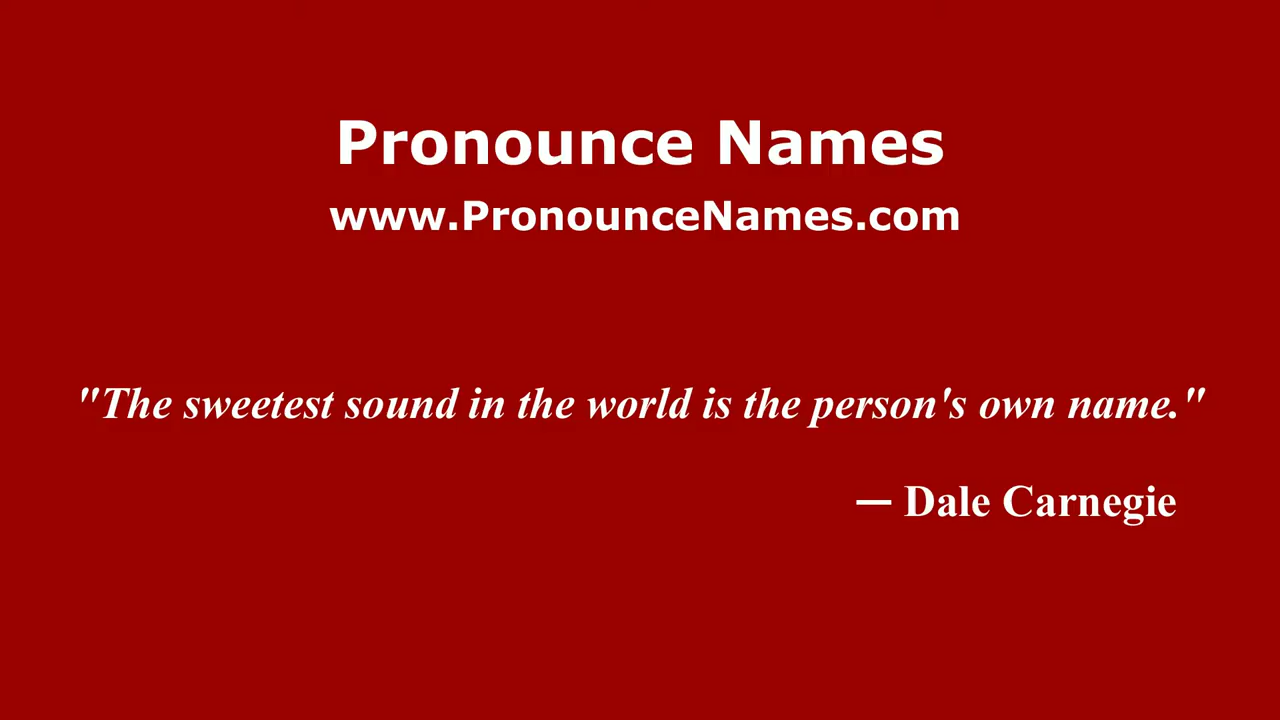 Pronounce Names
www.PronounceNames.com
"The sweetest sound in the world is the person's own name."
— Dale Carnegie